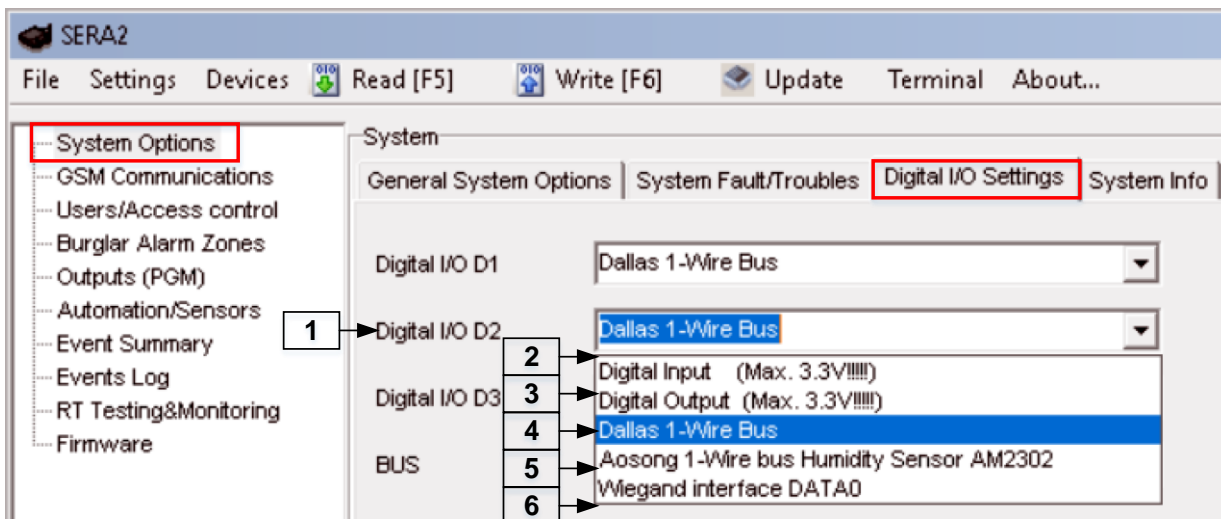 SERA2
File Settings Devices Read [F5] Write [F6] Update Terminal About...
System Options
GSM Communications
Users/Access control
Burglar Alarm Zones
Outputs (PGM)
Automation/Sensors
Event Summary
Events Log
RT Testing&Monitoring
Firmware
System
General System Options System Fault/Troubles Digital I/O Settings System Info
Digital I/O D1 Dallas 1-Wire Bus
1 Digital I/O D2 Dallas 1-Wire Bus
2 Digital Input (Max. 3.3V!!!!!)
Digital I/O D3 3 Digital Output (Max. 3.3V!!!!!)
4 Dallas 1-Wire Bus
BUS 5 Aosong 1-Wire bus Humidity Sensor AM2302
6 Wiegand interface DATA0